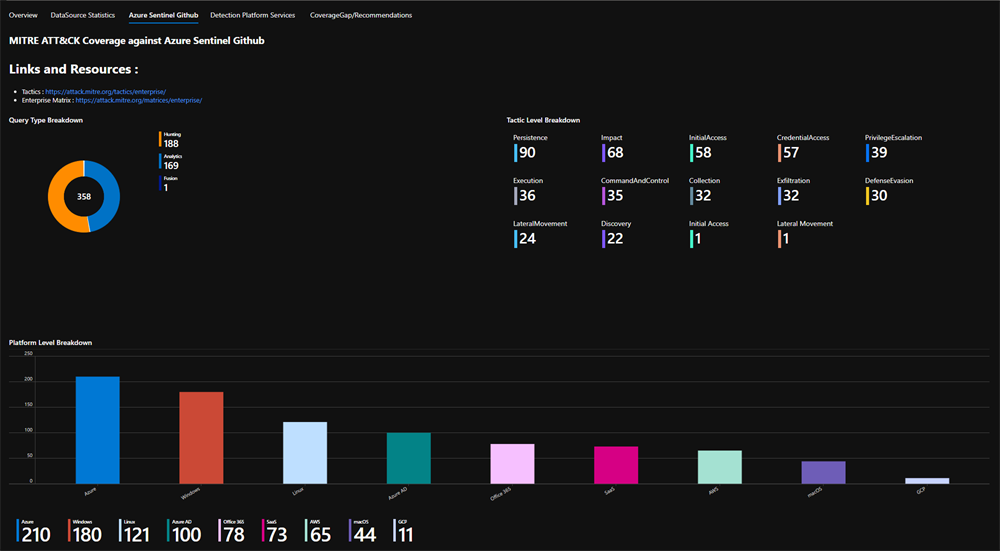 Overview DataSource Statistics Azure Sentinel Github Detection Platform Services CoverageGap/Recommendations
MITRE ATT&CK Coverage against Azure Sentinel Github
Links and Resources :
• Tactics : https://attack.mitre.org/tactics/enterprise/
• Enterprise Matrix : https://attack.mitre.org/matrices/enterprise/
Query Type Breakdown
358
Hunting
188
Analytics
169
Fusion
1
Tactic Level Breakdown
Persistence Impact InitialAccess CredentialAccess PrivilegeEscalation
90 68 58 57 39
Execution CommandAndControl Collection Exfiltration DefenseEvasion
36 35 32 32 30
LateralMovement Discovery Initial Access Lateral Movement
24 22 1 1
Platform Level Breakdown
250
200
150
100
50
0
Azure Windows Linux Azure AD Office 365 SaaS AWS macOS GCP
Azure Windows Linux Azure AD Office 365 SaaS AWS macOS GCP
210 180 121 100 78 73 65 44 11